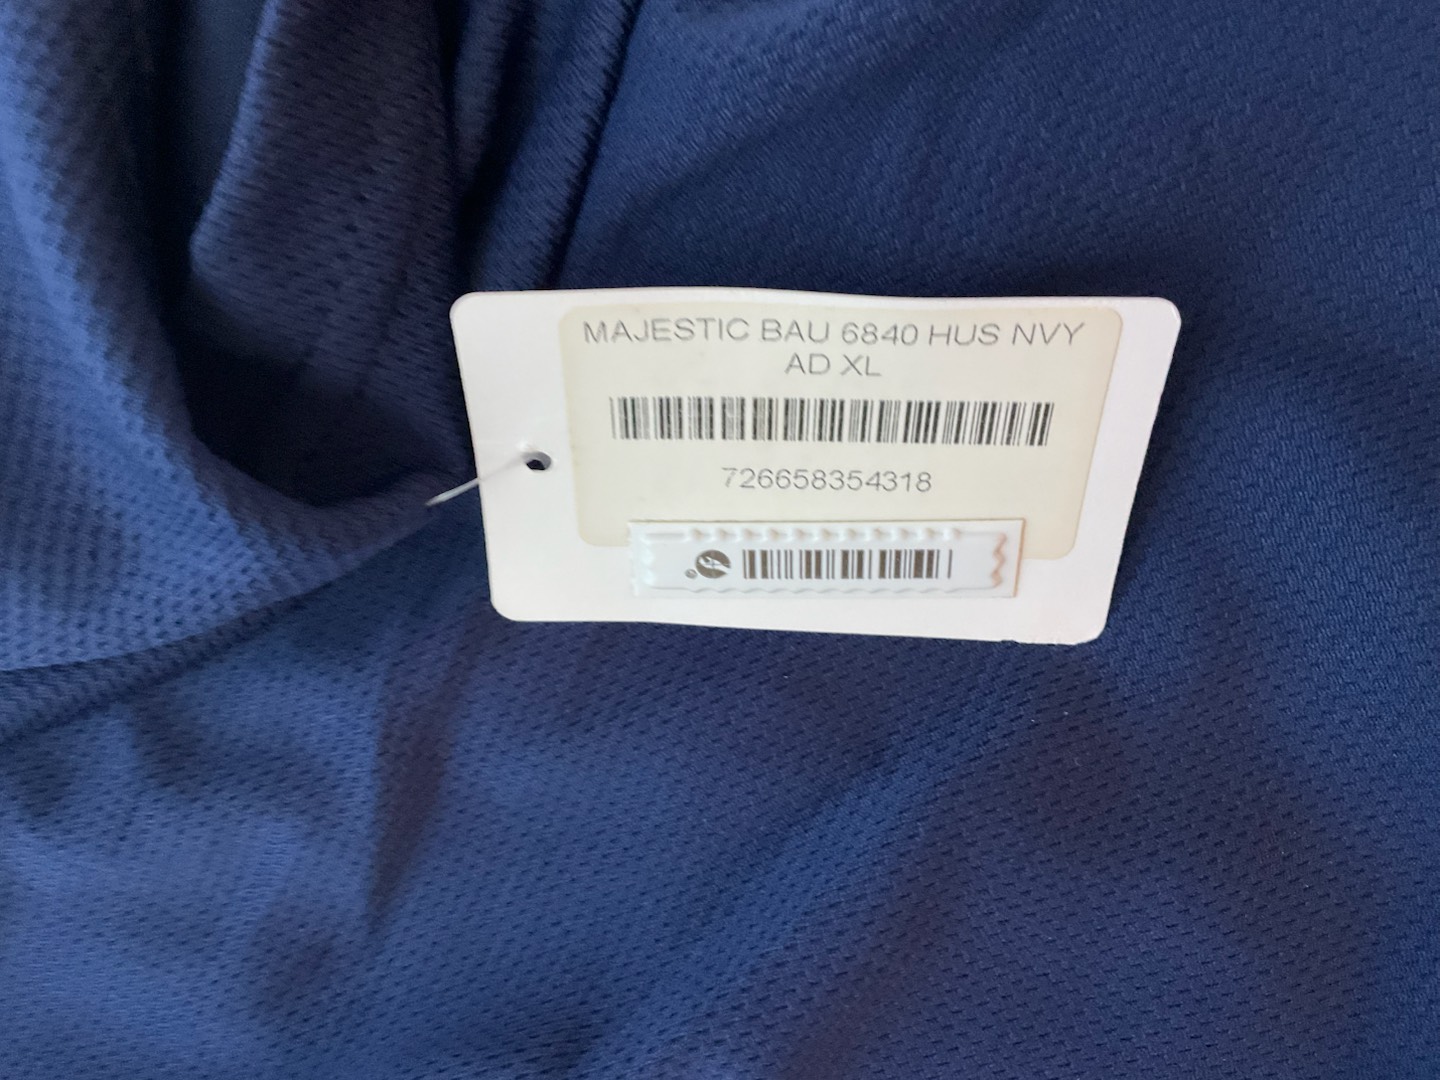 MAJESTIC BAU 6840 HUS NVY
AD XL
726658354318